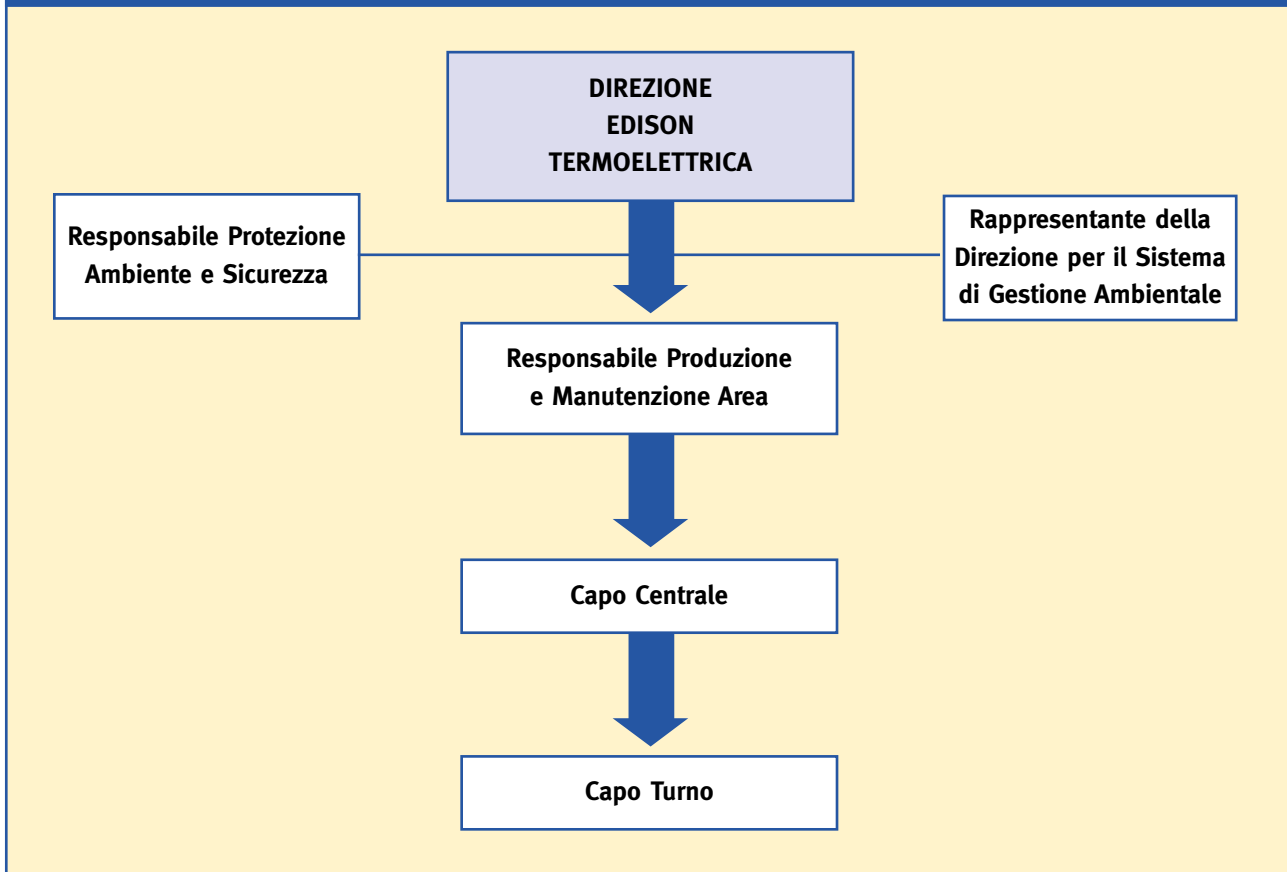 DIREZIONE
EDISON
TERMOELETTRICA
Responsabile Protezione
Ambiente e Sicurezza
Rappresentante della
Direzione per il Sistema
di Gestione Ambientale
Responsabile Produzione
e Manutenzione Area
Capo Centrale
Capo Turno